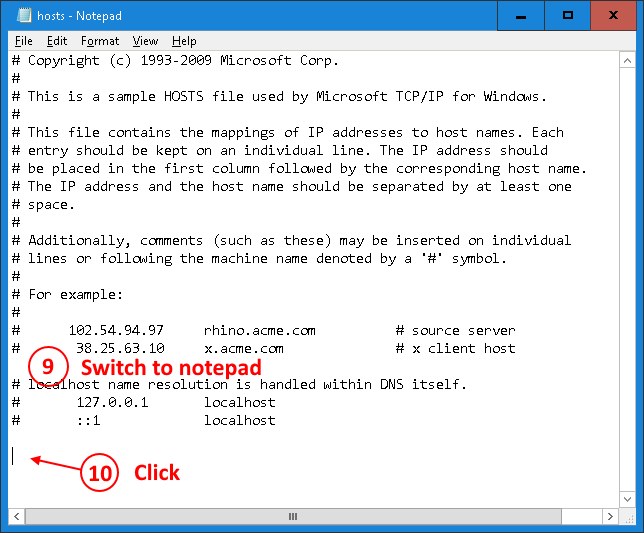 hosts - Notepad
File Edit Format View Help
# Copyright (c) 1993-2009 Microsoft Corp.
#
# This is a sample HOSTS file used by Microsoft TCP/IP for Windows.
#
# This file contains the mappings of IP addresses to host names. Each
# entry should be kept on an individual line. The IP address should
# be placed in the first column followed by the corresponding host name.
# The IP address and the host name should be separated by at least one
# space.
#
# Additionally, comments (such as these) may be inserted on individual
# lines or following the machine name denoted by a '#' symbol.
#
# For example:
#
#      102.54.94.97     rhino.acme.com          # source server
#       38.25.63.10     x.acme.com              # x client host
9 Switch to notepad
# localhost name resolution is handled within DNS itself.
#       127.0.0.1       localhost
#       ::1             localhost
10 Click